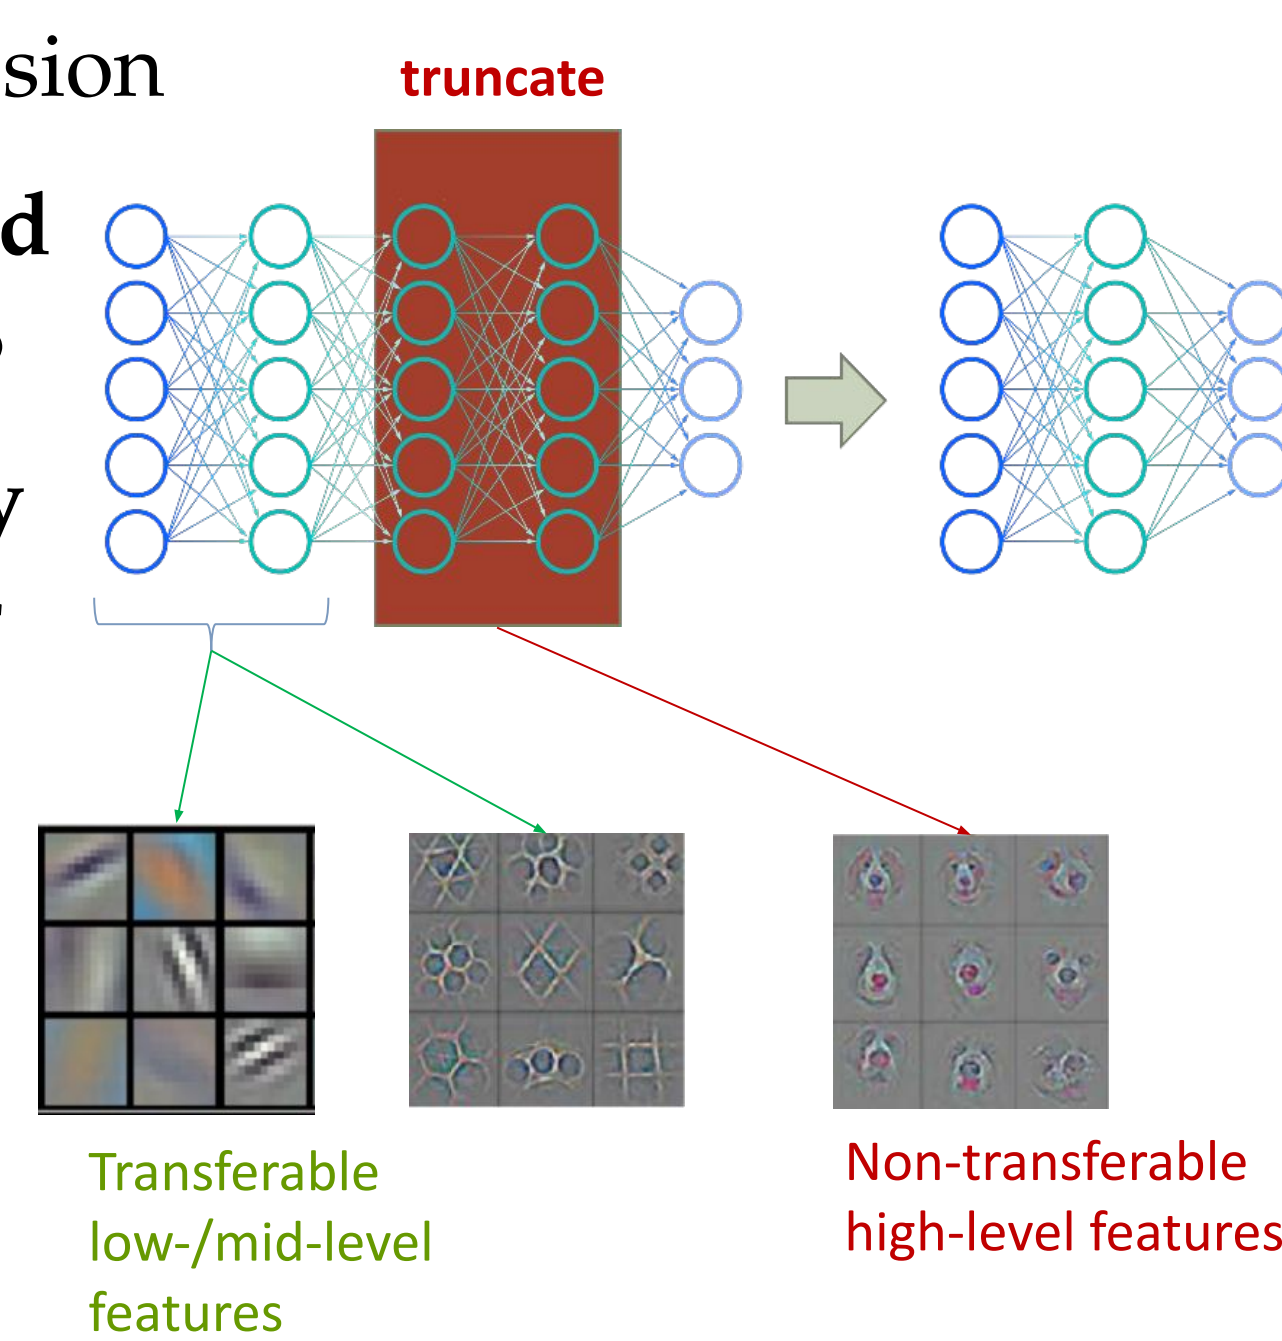 sion
truncate
d
y
Transferable
low-/mid-level
features
Non-transferable
high-level features